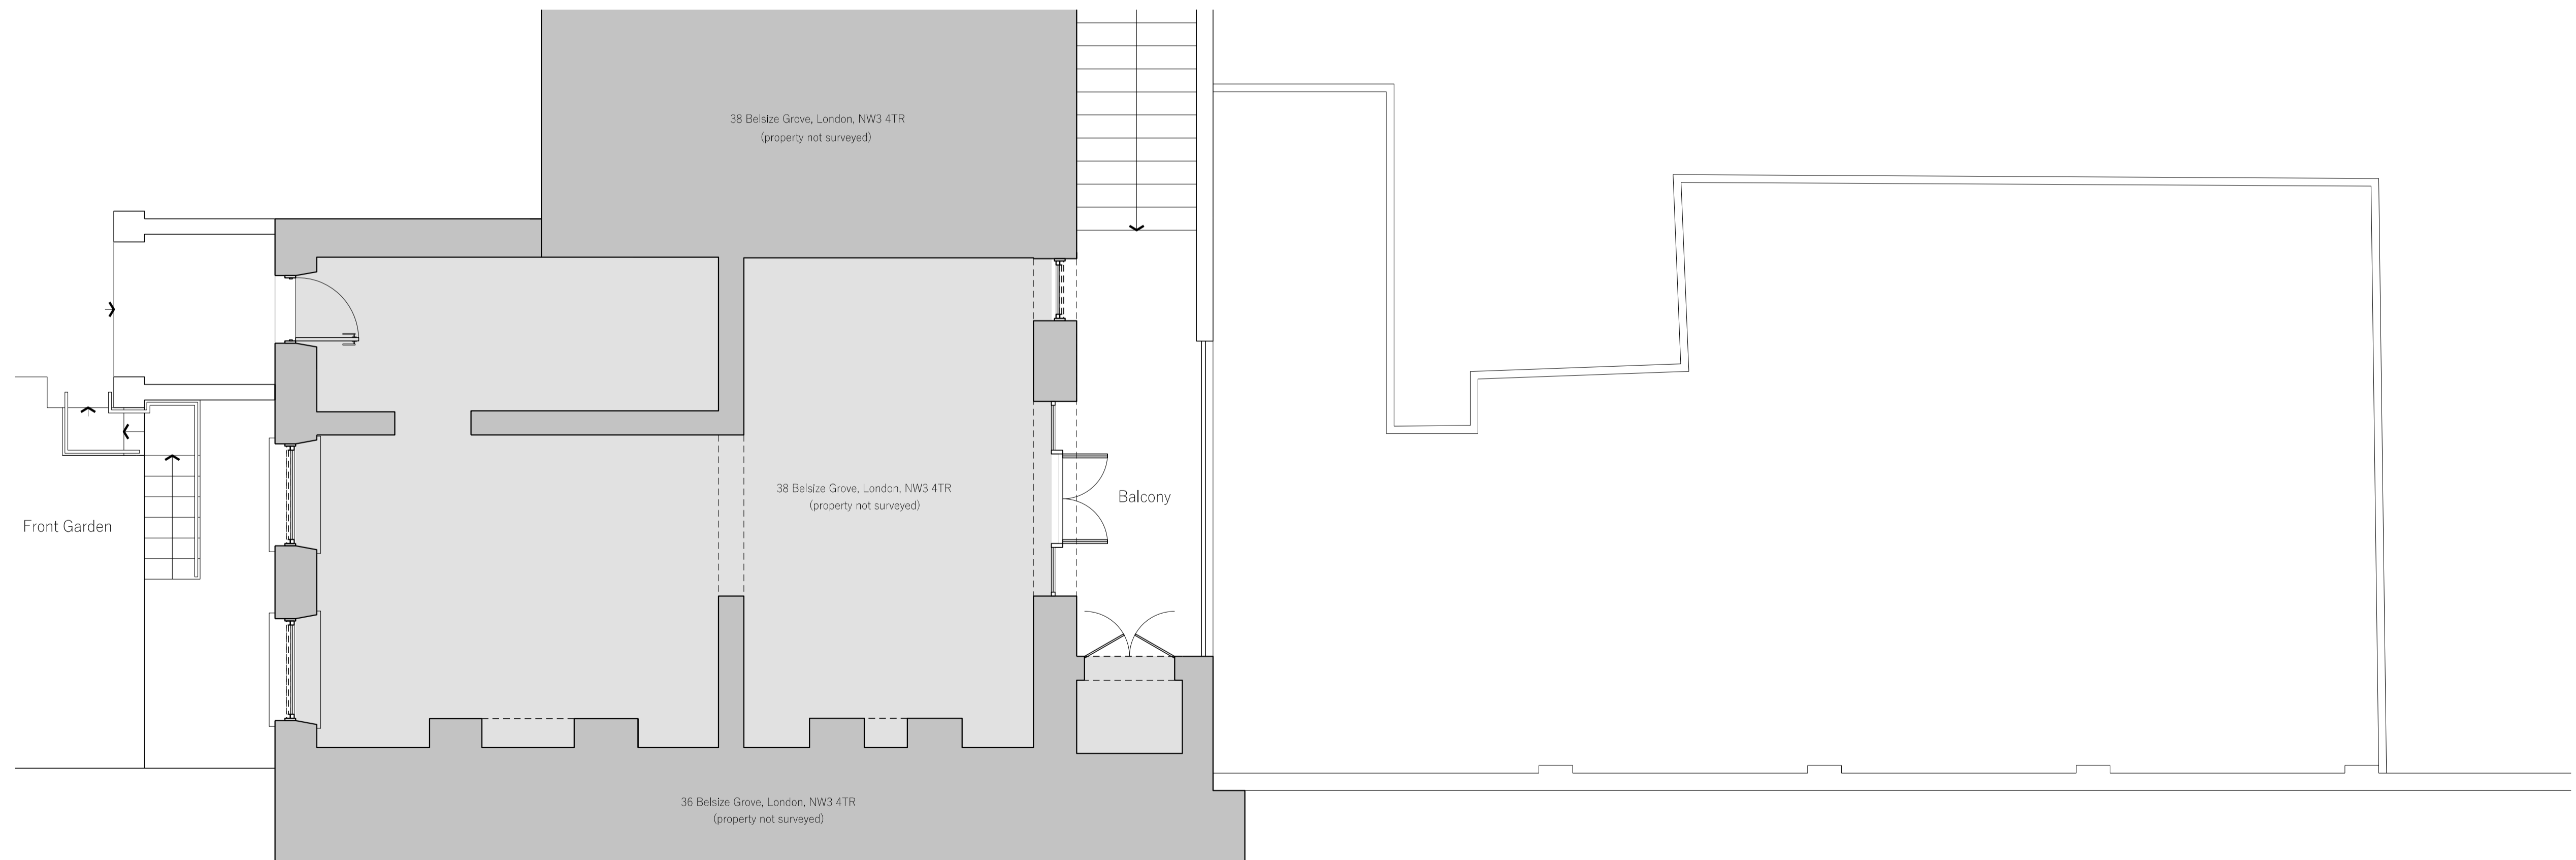 38 Belsize Grove, London, NW3 4TR
(property not surveyed)
38 Belsize Grove, London, NW3 4TR
(property not surveyed)
Balcony
Front Garden
36 Belsize Grove, London, NW3 4TR
(property not surveyed)